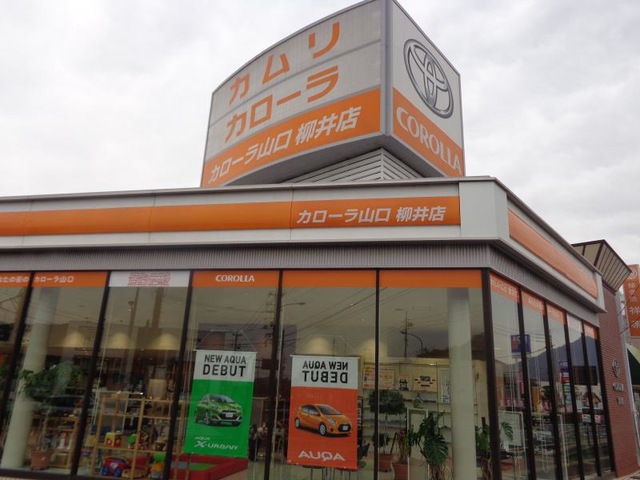 カムリ
カローラ
カローラ山口 柳井店
COROLLA
カローラ山口 柳井店
カローラ山口
COROLLA
NEW AQUA
DEBUT
AQUA
X-URBAN
NEW AQUA
DEBUT
AQUA